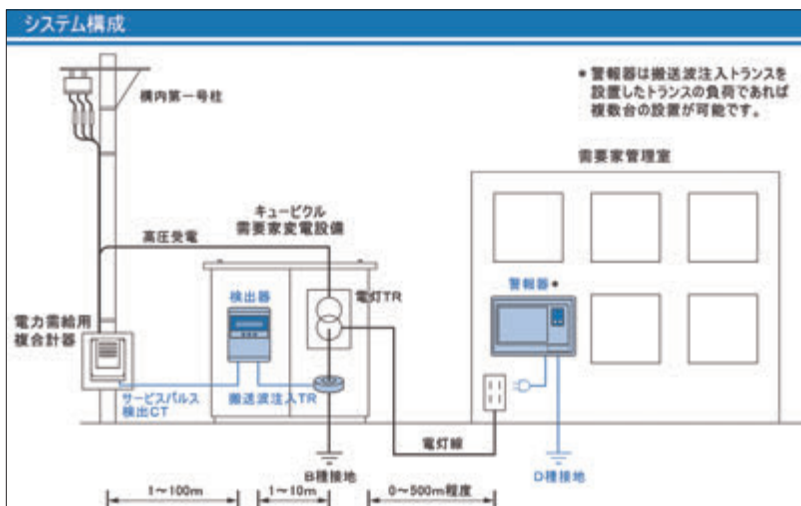 システム構成
構内第一号柱
*警報器は搬送波注入トランスを
設置したトランスの負荷であれば
複数台の設置が可能です。
需要家管理室
キュービクル
需要家変電設備
高圧受電
検出器
電灯TR
警報器*
電力需給用
複合計器
サービスパルス
検出CT
搬送波注入TR
電灯線
B種接地
D種接地
1～100m
1～10m
0～500m程度